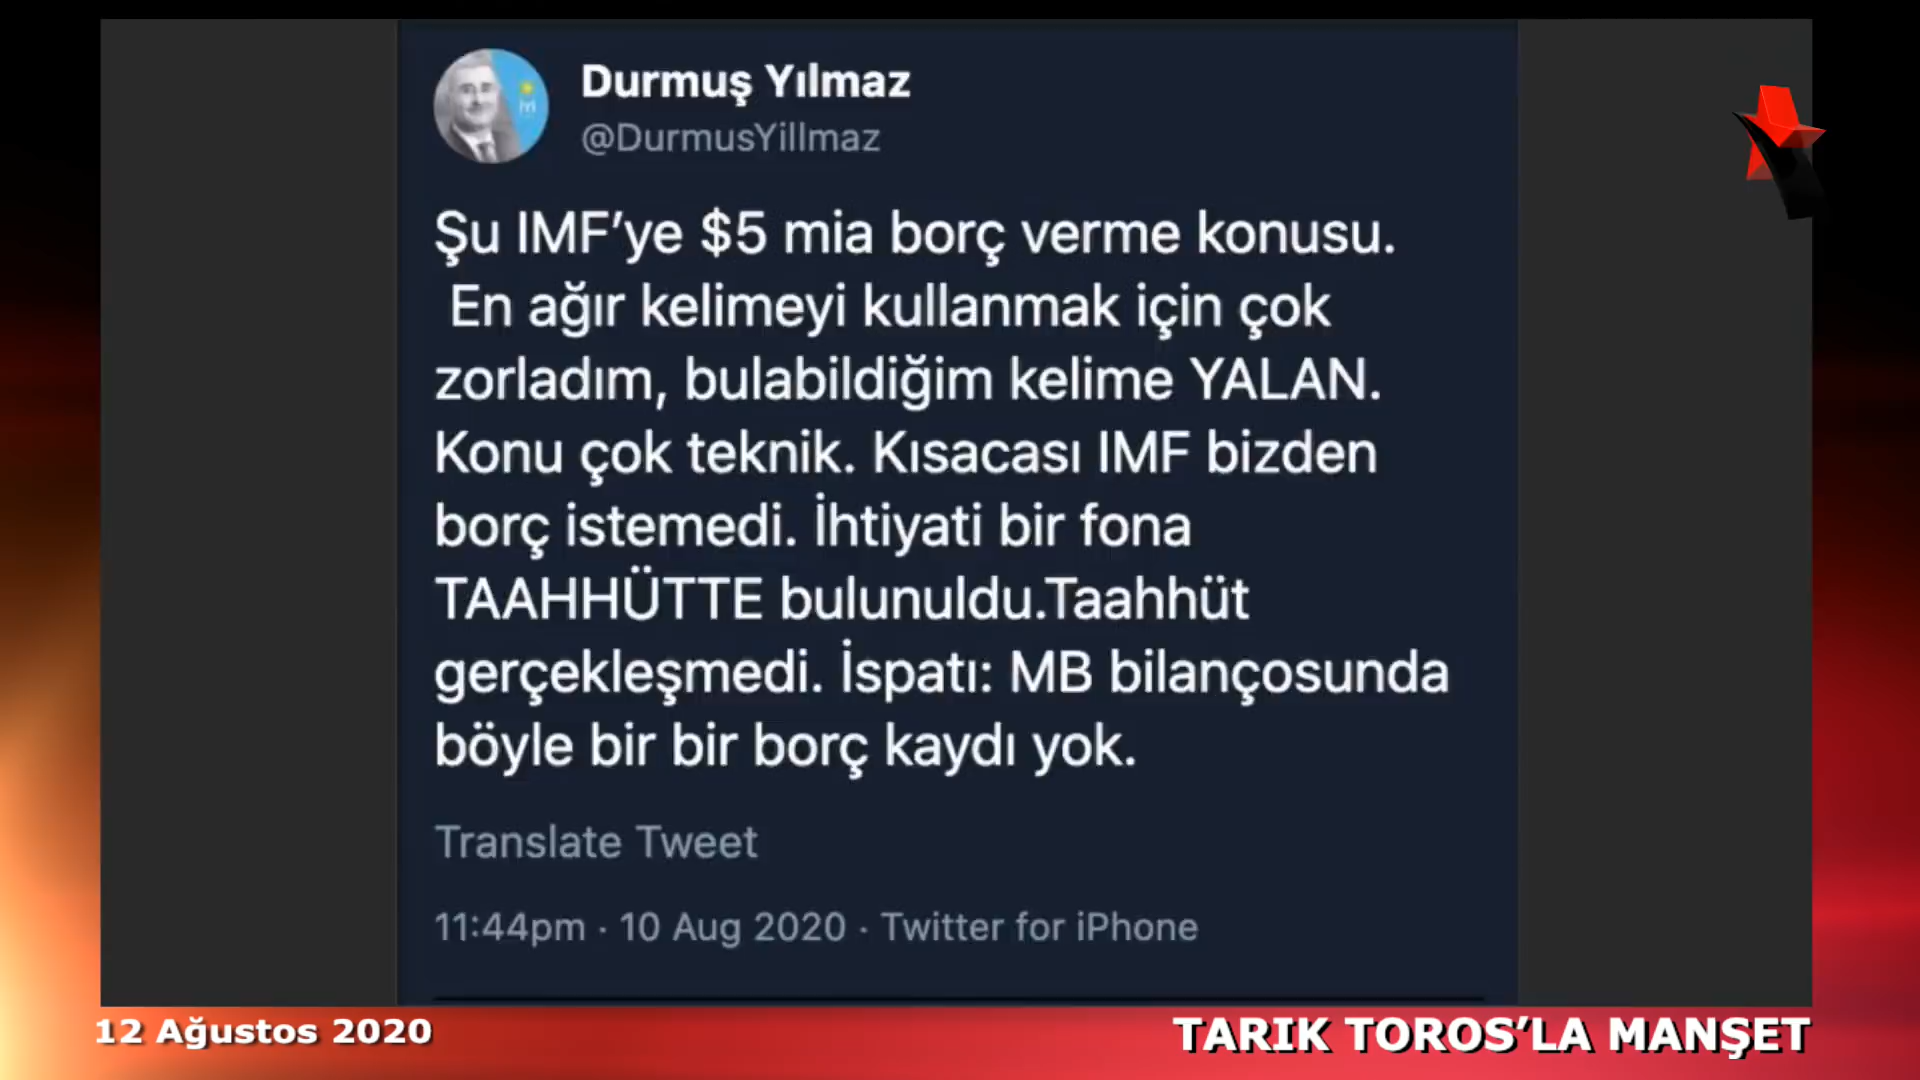 Durmuş Yılmaz
@DurmusYillmaz
Şu IMF’ye $5 mia borç verme konusu.
En ağır kelimeyi kullanmak için çok
zorladım, bulabildiğim kelime YALAN.
Konu çok teknik. Kısacası IMF bizden
borç istemedi. İhtiyati bir fona
TAAHHÜTTE bulunuldu.Taahhüt
gerçekleşmedi. İspatı: MB bilançosunda
böyle bir bir borç kaydı yok.
Translate Tweet
11:44pm · 10 Aug 2020 · Twitter for iPhone
12 Ağustos 2020
TARIK TOROS’LA MANŞET